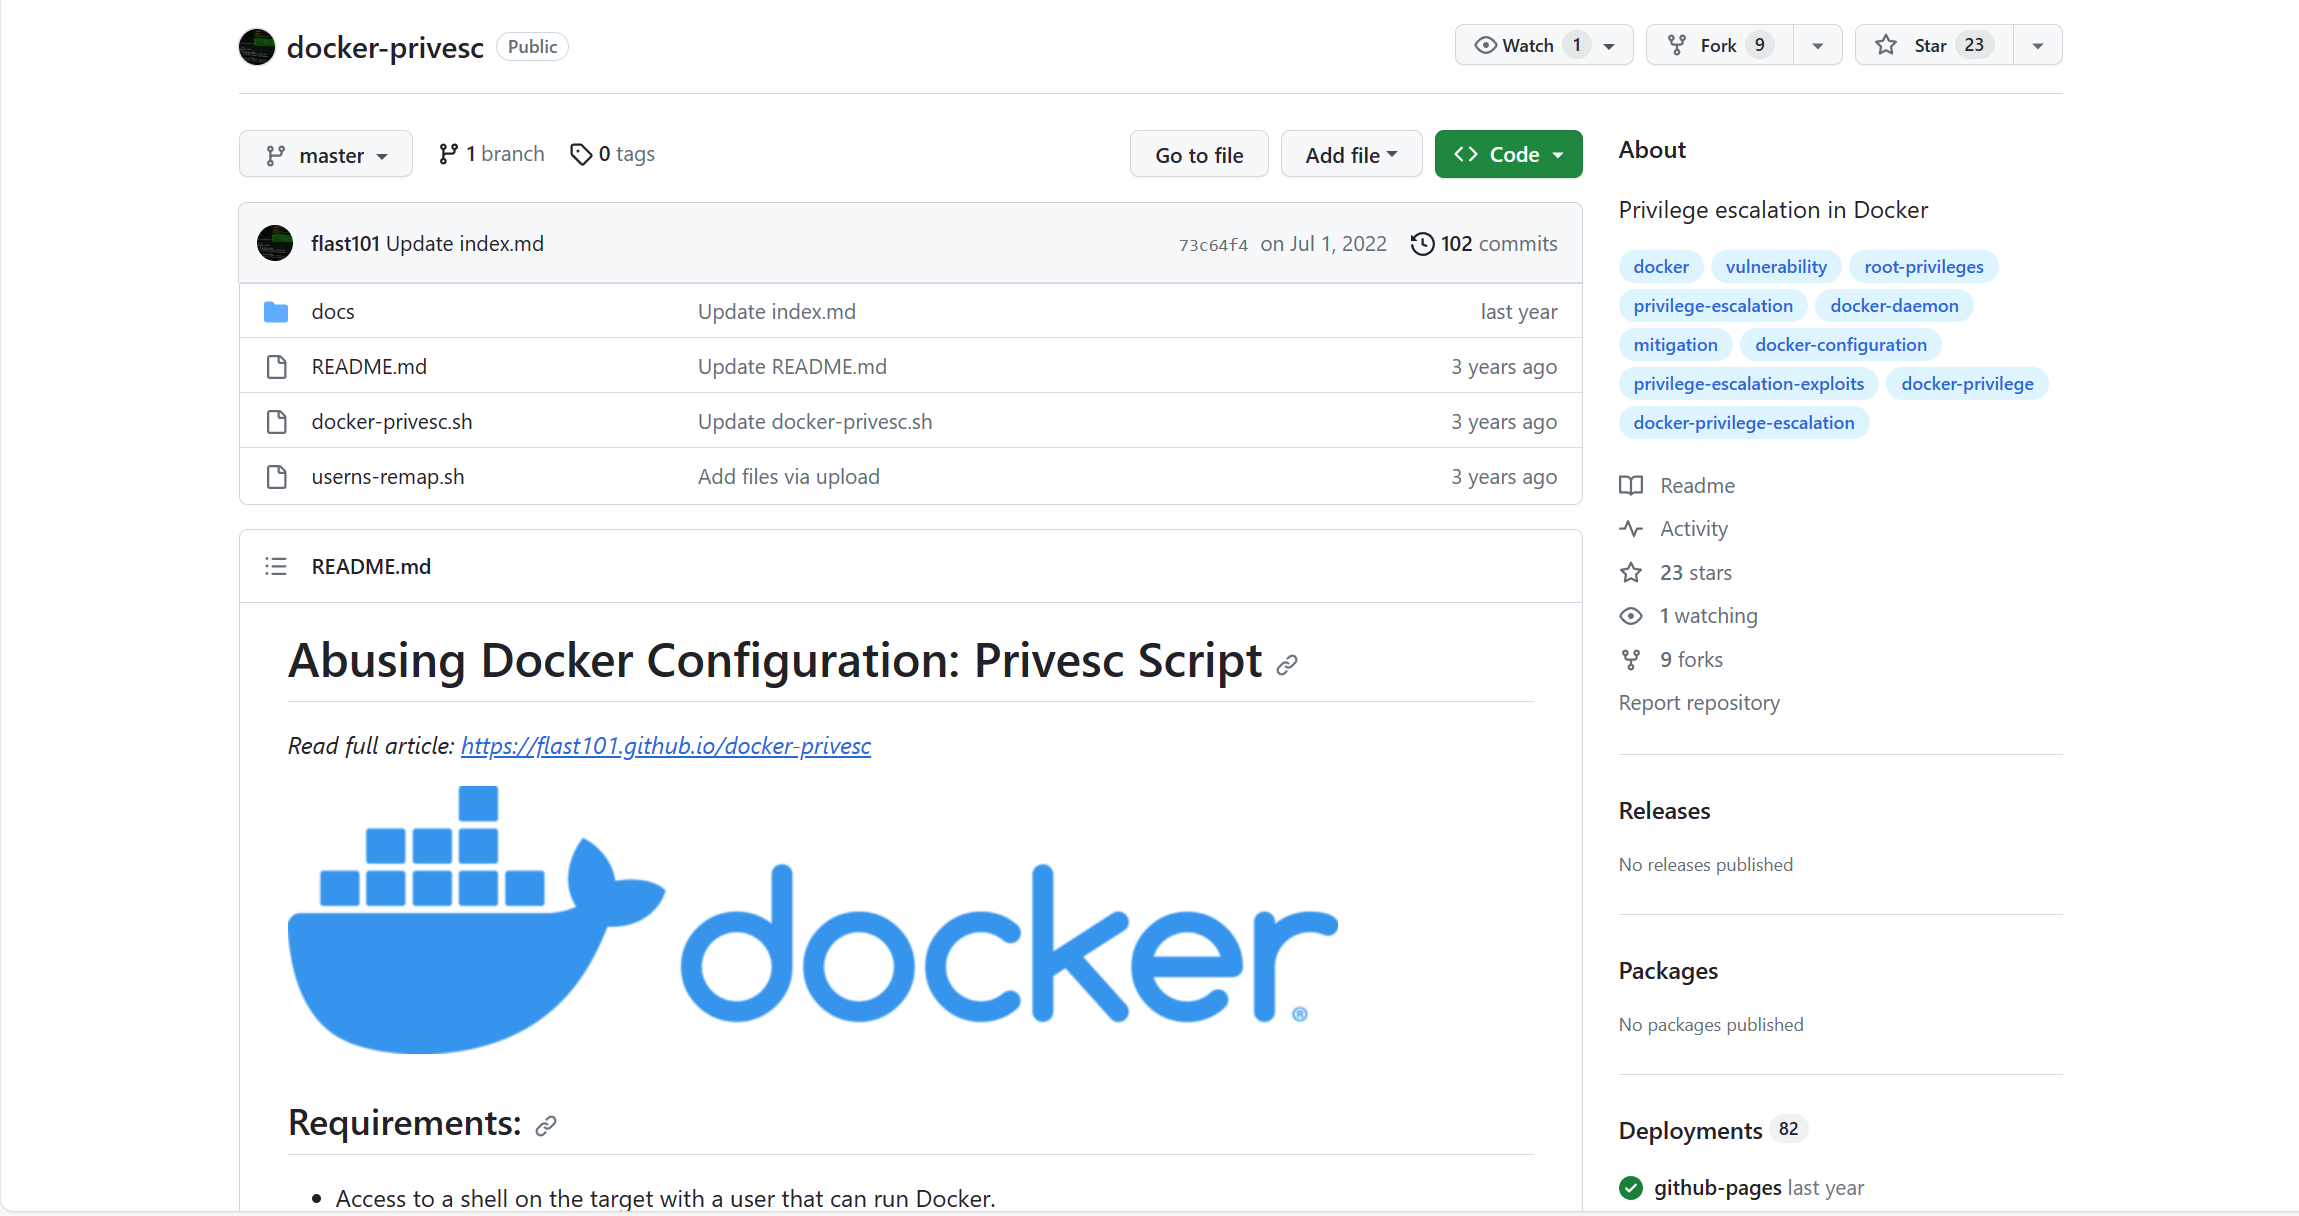 docker-privesc Public Watch 1 Fork 9 Star 23
master 1 branch 0 tags Go to file Add file Code
flast101 Update index.md 73c64f4 on Jul 1, 2022 102 commits
docs Update index.md last year
README.md Update README.md 3 years ago
docker-privesc.sh Update docker-privesc.sh 3 years ago
userns-remap.sh Add files via upload 3 years ago
README.md
Abusing Docker Configuration: Privesc Script
Read full article: https://flast101.github.io/docker-privesc
docker®
Requirements:
Access to a shell on the target with a user that can run Docker.
About
Privilege escalation in Docker
docker vulnerability root-privileges
privilege-escalation docker-daemon
mitigation docker-configuration
privilege-escalation-exploits docker-privilege
docker-privilege-escalation
Readme
Activity
23 stars
1 watching
9 forks
Report repository
Releases
No releases published
Packages
No packages published
Deployments 82
github-pages last year